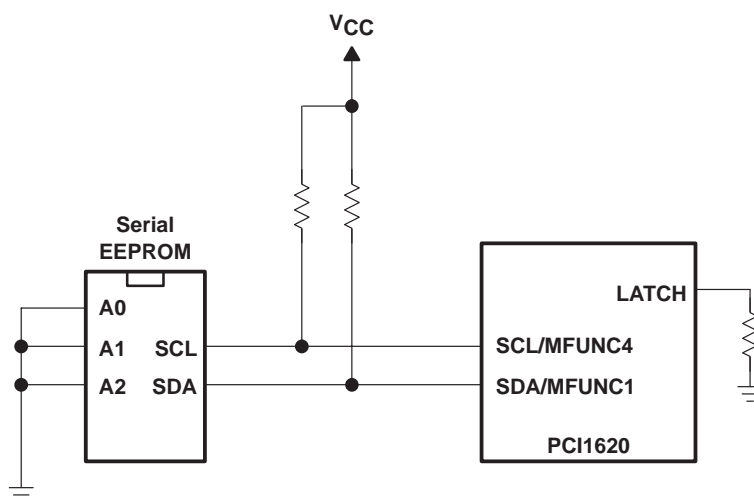 VCC
Serial
EEPROM
A0
A1
A2
SCL
SDA
LATCH
SCL/MFUNC4
SDA/MFUNC1
PCI1620